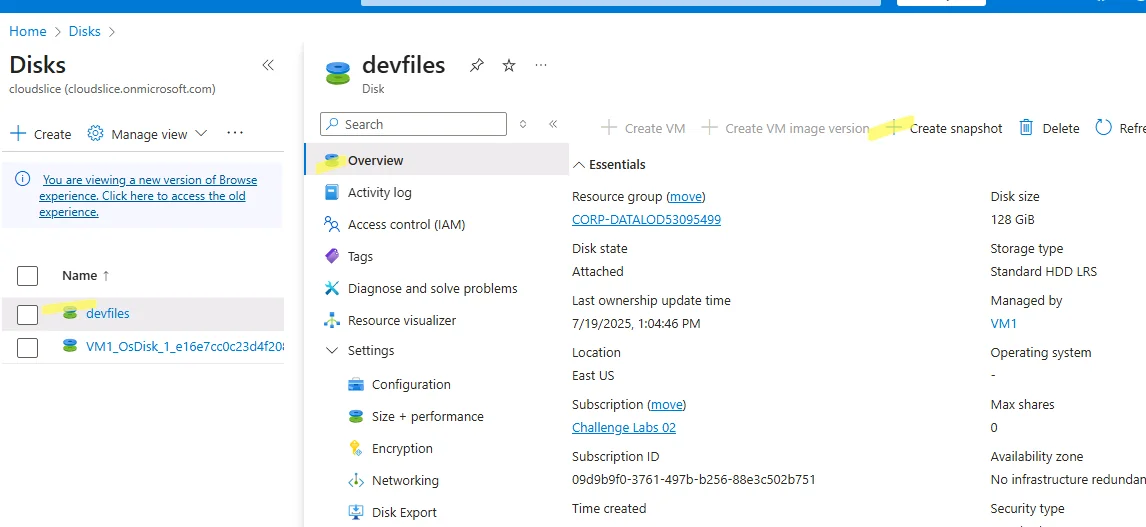 Home > Disks >
Disks
cloudslice (cloudslice.onmicrosoft.com)
Create
Manage view
You are viewing a new version of Browse
experience. Click here to access the old
experience.
Name ↑
devfiles
VM1_OsDisk_1_e16e7cc0c23d4f20
devfiles
Disk
Search
Overview
Activity log
Access control (IAM)
Tags
Diagnose and solve problems
Resource visualizer
Settings
Configuration
Size + performance
Encryption
Networking
Disk Export
Create VM
Create VM image version
Create snapshot
Delete
Refre
Essentials
Resource group (move)
CORP-DATALOD53095499
Disk state
Attached
Last ownership update time
7/19/2025, 1:04:46 PM
Location
East US
Subscription (move)
Challenge Labs 02
Subscription ID
09d9b9f0-3761-497b-b256-88e3c502b751
Time created
Disk size
128 GiB
Storage type
Standard HDD LRS
Managed by
VM1
Operating system
-
Max shares
0
Availability zone
No infrastructure redundan
Security type